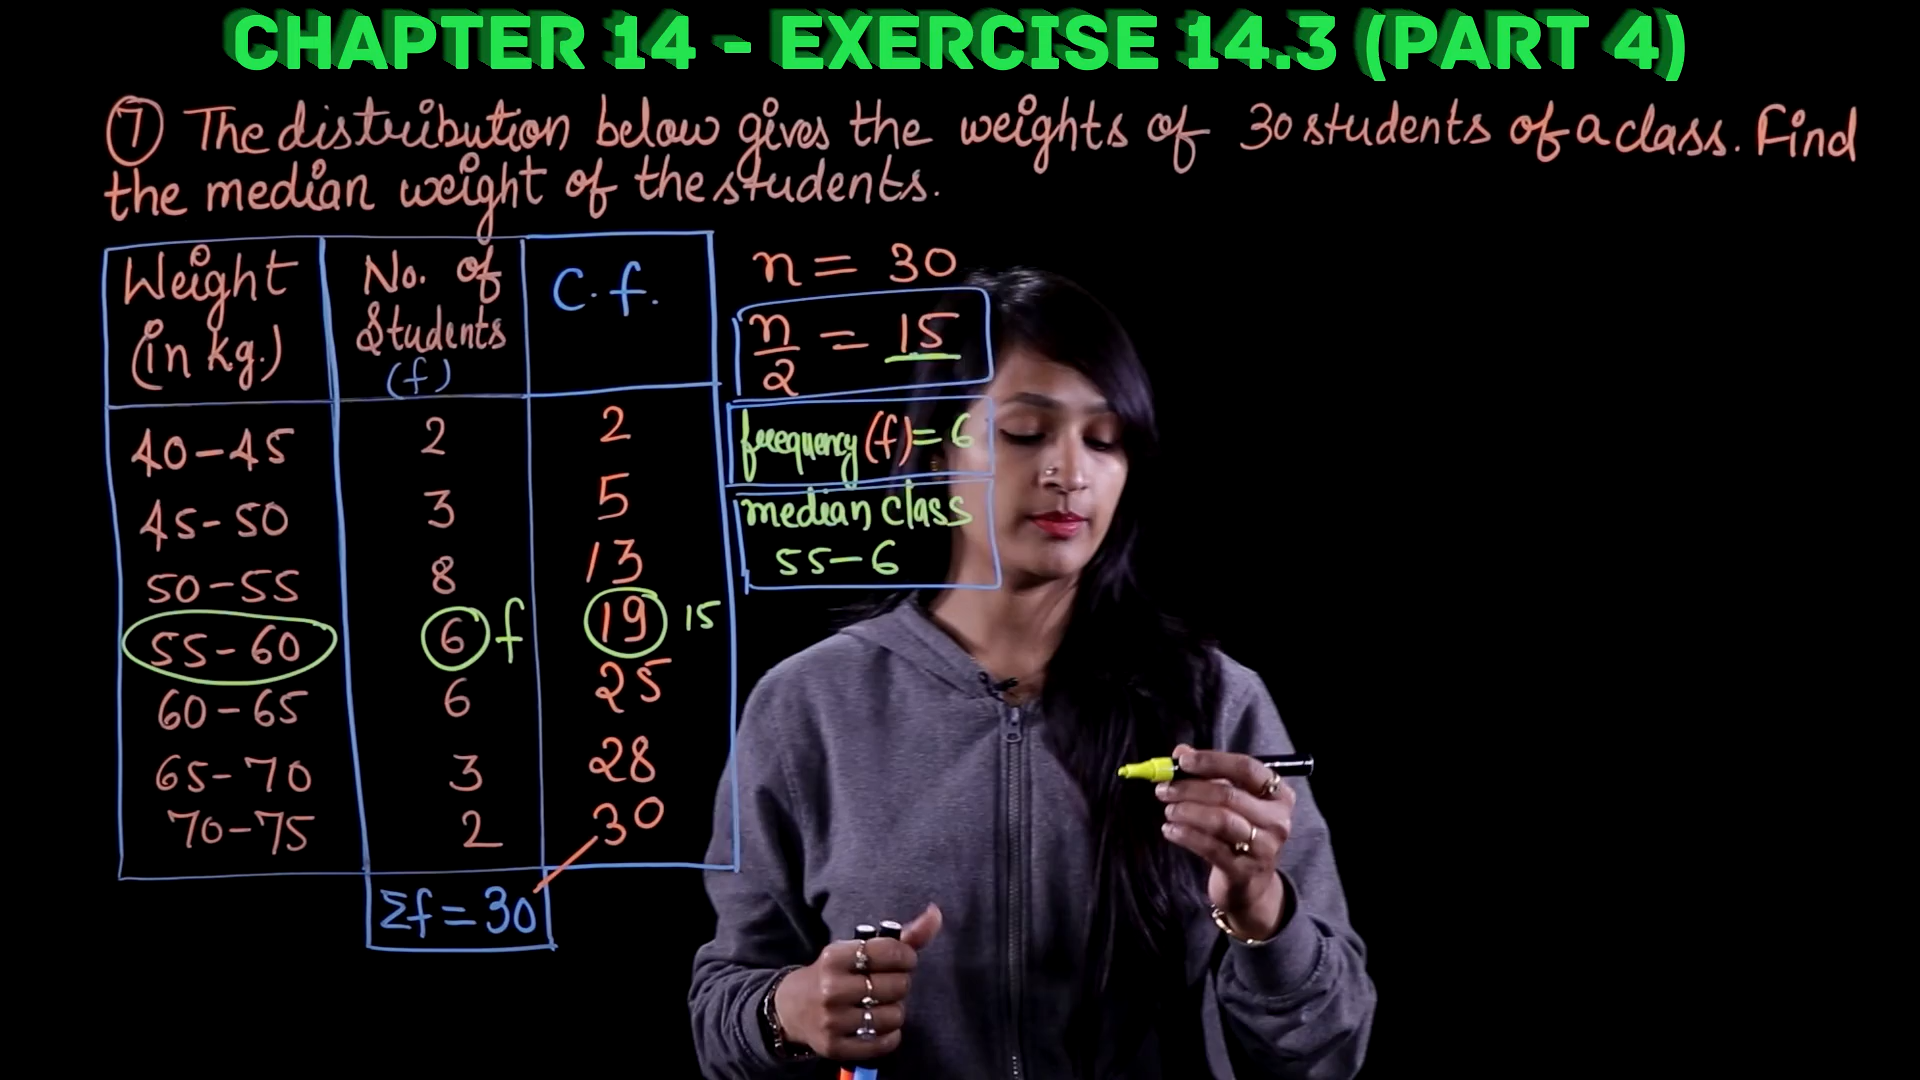 CHAPTER 14 - EXERCISE 14.3 (PART 4)
⑦ The distribution below gives the weights of 30 students of a class. Find
the median weight of the students.
Weight (in kg.) No. of Students (f) C.f.
40-45 2 2
45-50 3 5
50-55 8 13
55-60 6 f 19 15
60-65 6 25
65-70 3 28
70-75 2 30
Σf = 30
n = 30
n/2 = 15
frequency (f) = 6
median class
55-6